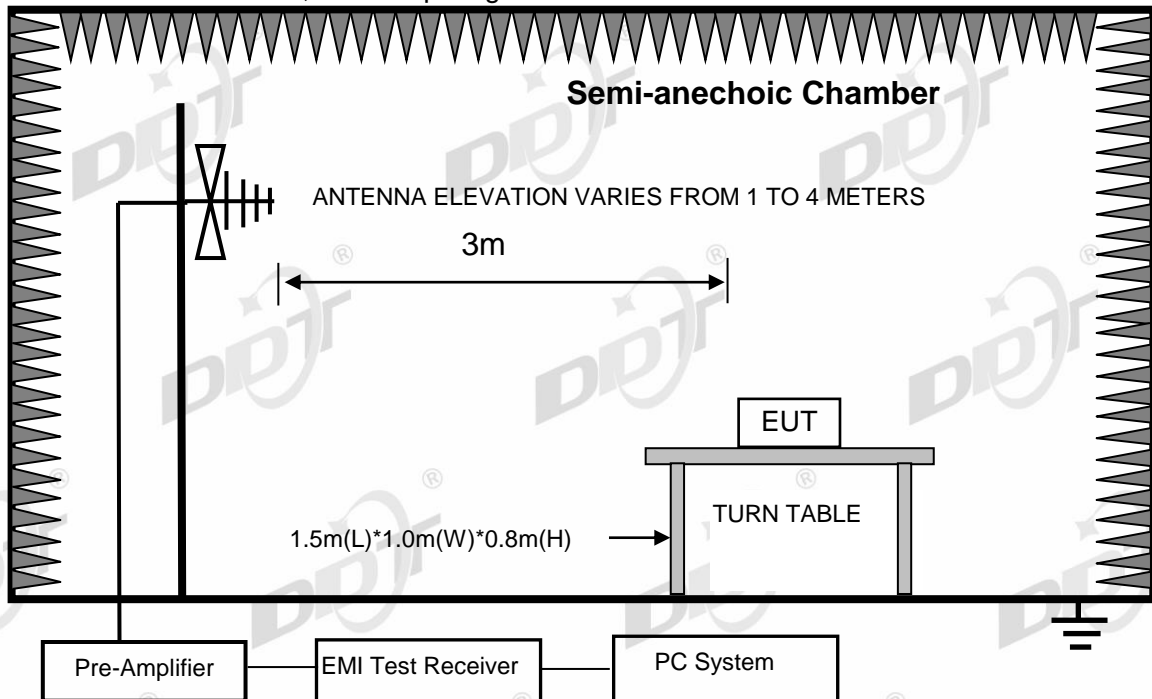 Semi-anechoic Chamber
ANTENNA ELEVATION VARIES FROM 1 TO 4 METERS
3m
EUT
TURN TABLE
1.5m(L)*1.0m(W)*0.8m(H)
Pre-Amplifier
EMI Test Receiver
PC System
DDT
®